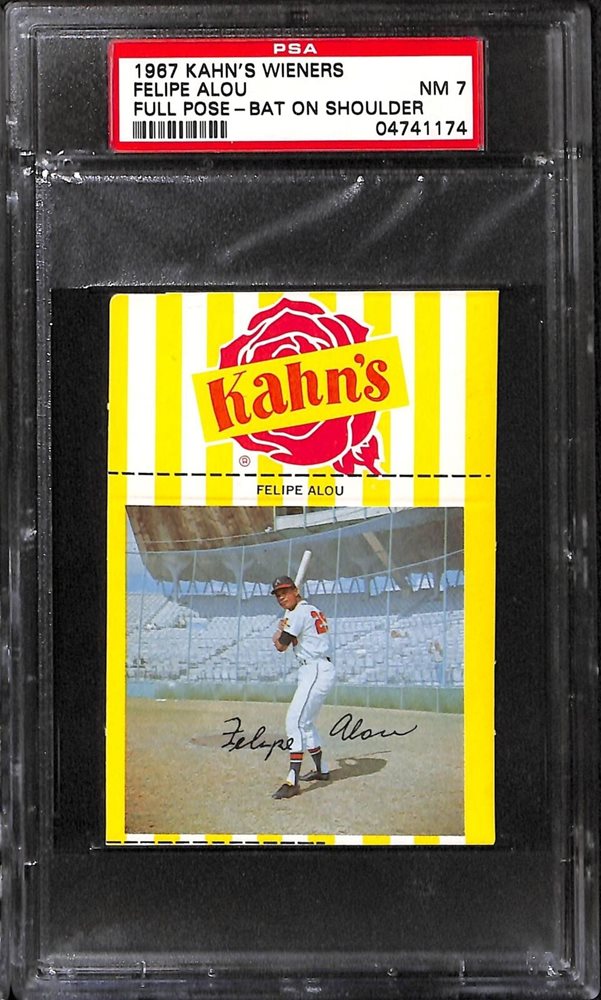 PSA
1967 KAHN'S WIENERS
FELIPE ALOU NM 7
FULL POSE - BAT ON SHOULDER
04741174
Kahn's
®
FELIPE ALOU
Felipe Alou